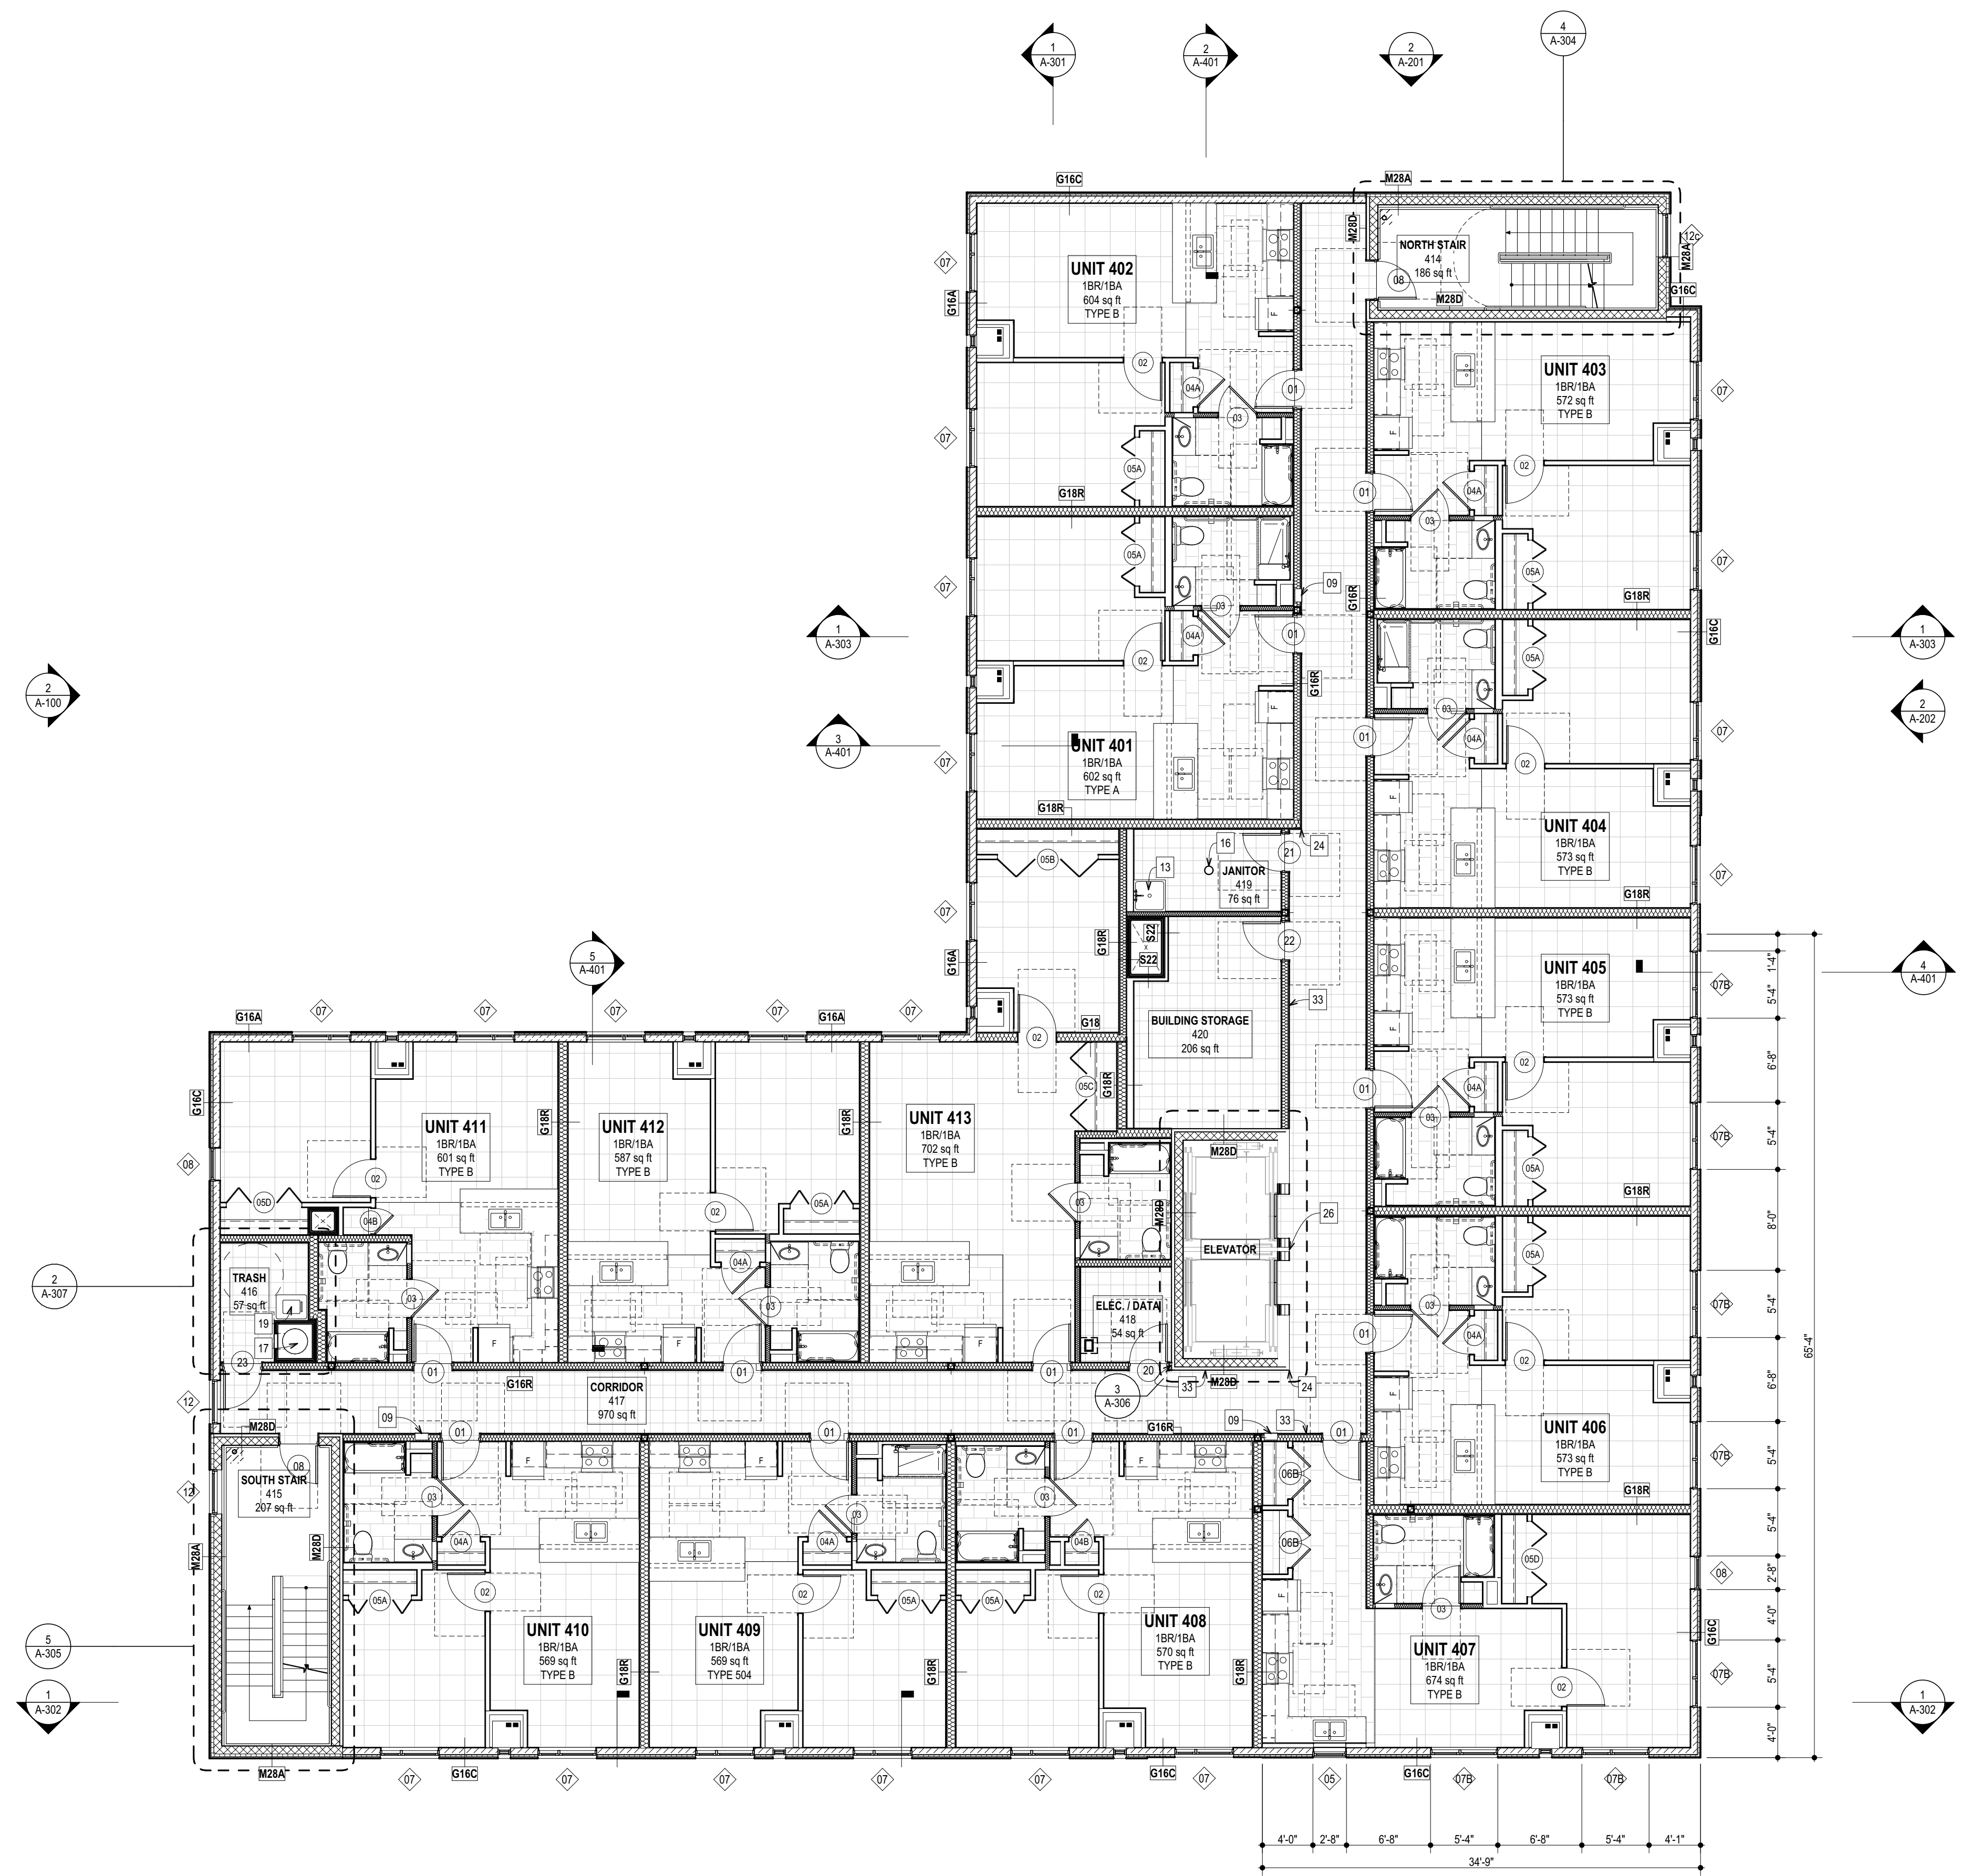 1
A-301
2
A-401
2
A-201
4
A-304
G16C
M28A
M28D
12c
M28A
G16C
NORTH STAIR
414
186 sq ft
08
M28D
07
G16A
UNIT 402
1BR/1BA
604 sq ft
TYPE B
F
02
04A
01
03
07
05A
G18R
UNIT 403
1BR/1BA
572 sq ft
TYPE B
07
F
02
01
04A
03
07
05A
G16R
G18R
G16C
05A
03
09
07
04A
01
02
1
A-303
1
A-303
2
A-100
2
A-202
G16R
F
3
A-401
07
UNIT 401
1BR/1BA
602 sq ft
TYPE A
G18R
05A
03
01
04A
02
07
F
UNIT 404
1BR/1BA
573 sq ft
TYPE B
07
G18R
05B
16
21
24
13
JANITOR
419
76 sq ft
07
G18R
S22
S22
22
G16A
33
BUILDING STORAGE
420
206 sq ft
UNIT 405
1BR/1BA
573 sq ft
TYPE B
07B
4
A-401
F
5
A-401
G16A
07
07
07
G16A
07
07
G18
02
05C
G18R
01
04A
02
03
07B
05A
G18R
G16C
UNIT 411
1BR/1BA
601 sq ft
TYPE B
G18R
UNIT 412
1BR/1BA
587 sq ft
TYPE B
G18R
UNIT 413
1BR/1BA
702 sq ft
TYPE B
08
02
05D
04B
02
05A
03
M28D
M28D
26
ELEVATOR
04A
05A
07B
03
01
04A
02
2
A-307
TRASH
416
57 sq ft
19
17
23
03
F
03
F
F
ELEC. / DATA
418
54 sq ft
20
01
01
01
G16R
CORRIDOR
417
970 sq ft
3
A-306
33
M28D
24
F
UNIT 406
1BR/1BA
573 sq ft
TYPE B
07B
G18R
12
M28D
09
01
01
01
G16R
09
33
01
12
08
SOUTH STAIR
415
207 sq ft
M28A
M28D
F
F
F
03
04A
03
04A
03
04B
06B
06B
05A
02
02
05A
05A
02
F
05D
03
08
G16C
02
5
A-305
1
A-302
UNIT 410
1BR/1BA
569 sq ft
TYPE B
G18R
UNIT 409
1BR/1BA
569 sq ft
TYPE 504
G18R
UNIT 408
1BR/1BA
570 sq ft
TYPE B
G18R
UNIT 407
1BR/1BA
674 sq ft
TYPE B
07B
1
A-302
M28A
07
G16C
07
07
07
07
G16C
07
05
G16C
07B
07B
1'-4"
5'-4"
6'-8"
5'-4"
8'-0"
5'-4"
6'-8"
5'-4"
5'-4"
2'-8"
4'-0"
5'-4"
4'-0"
65'-4"
4'-0"
2'-8"
6'-8"
5'-4"
6'-8"
5'-4"
4'-1"
34'-9"